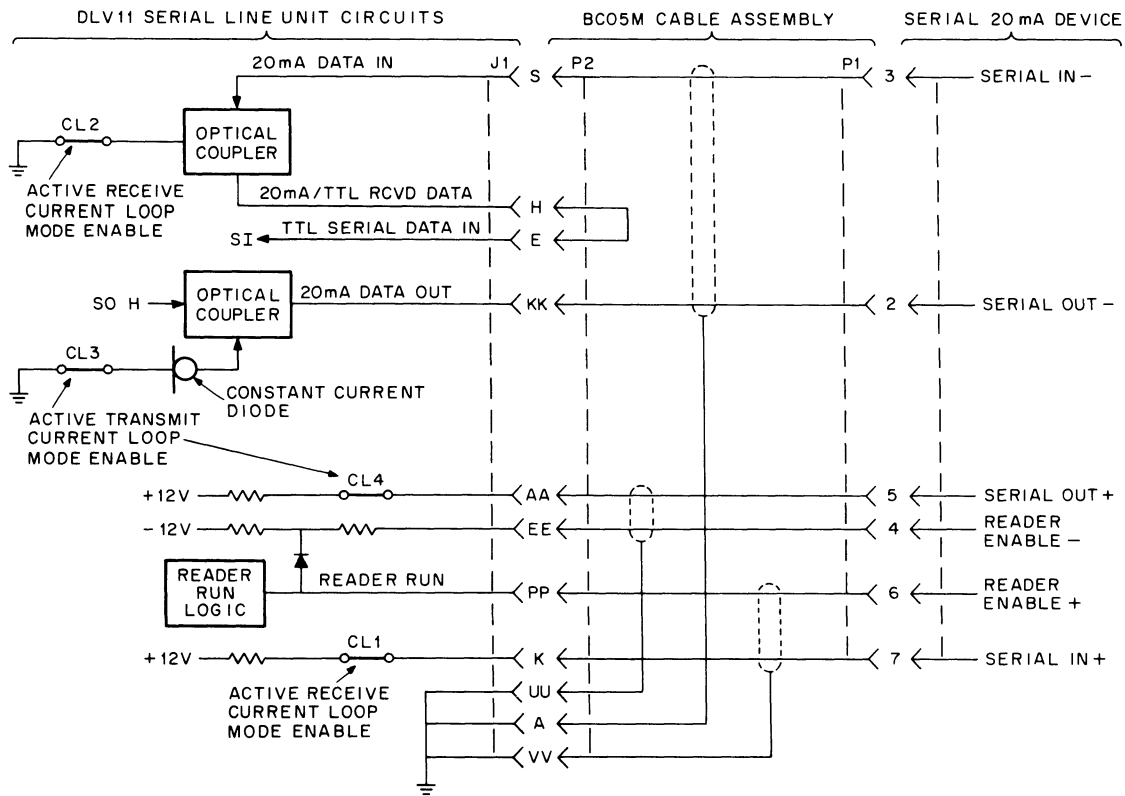 DLV11 SERIAL LINE UNIT CIRCUITS
BC05M CABLE ASSEMBLY
SERIAL 20mA DEVICE
20mA DATA IN
J1
S
P2
P1
3
SERIAL IN-
CL2
OPTICAL
COUPLER
ACTIVE RECEIVE
CURRENT LOOP
MODE ENABLE
20mA/TTL RCVD DATA
H
SI
TTL SERIAL DATA IN
E
SO H
OPTICAL
COUPLER
20mA DATA OUT
KK
2
SERIAL OUT-
CL3
CONSTANT CURRENT
DIODE
ACTIVE TRANSMIT
CURRENT LOOP
MODE ENABLE
CL4
+12V
AA
5
SERIAL OUT+
-12V
EE
4
READER
ENABLE-
READER
RUN
LOGIC
READER RUN
PP
6
READER
ENABLE+
CL1
+12V
K
7
SERIAL IN+
ACTIVE RECEIVE
CURRENT LOOP
MODE ENABLE
UU
A
VV